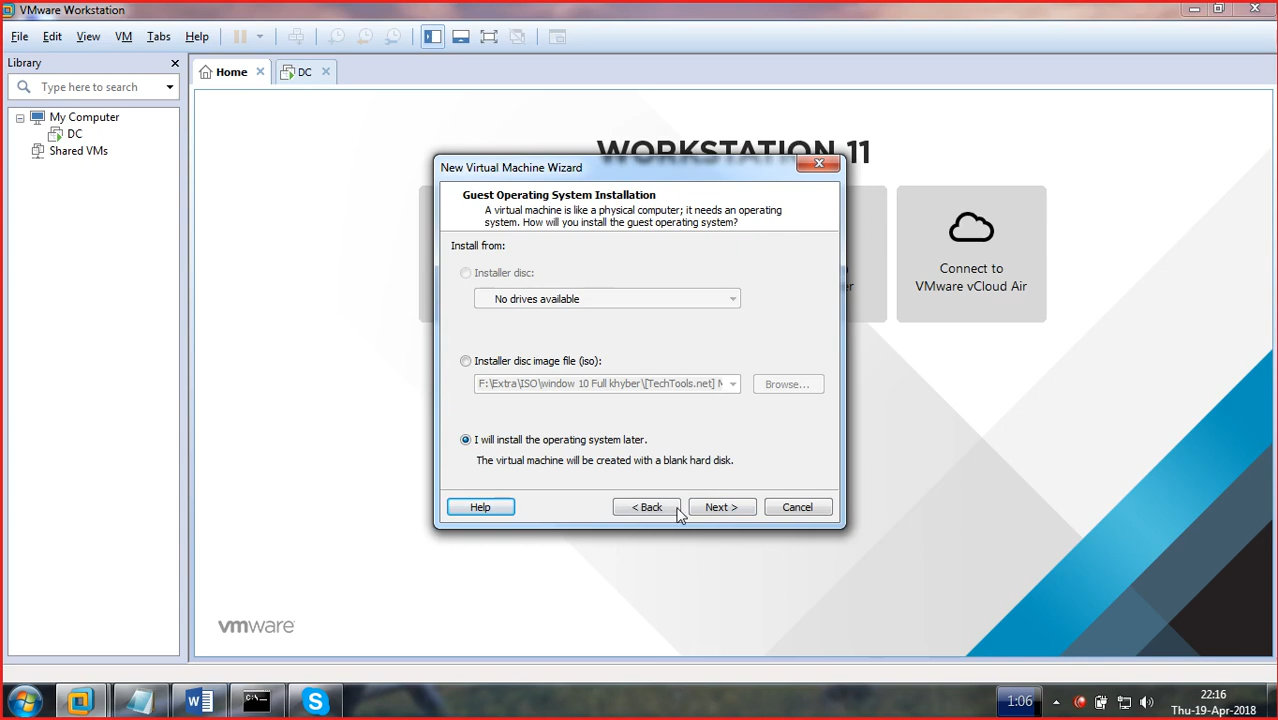 VMware Workstation
File Edit View VM Tabs Help
Library
Home
DC
Type here to search
My Computer
DC
Shared VMs
WORKSTATION 11
New Virtual Machine Wizard
Guest Operating System Installation
A virtual machine is like a physical computer; it needs an operating
system. How will you install the guest operating system?
Install from:
Installer disc:
No drives available
Installer disc image file (iso):
F:\Extra\ISO\window 10 Full khyber\[TechTools.net]
Browse...
I will install the operating system later.
The virtual machine will be created with a blank hard disk.
Help
< Back
Next >
Cancel
Connect to
VMware vCloud Air
vmware
1:06
22:16
Thu-19-Apr-2018